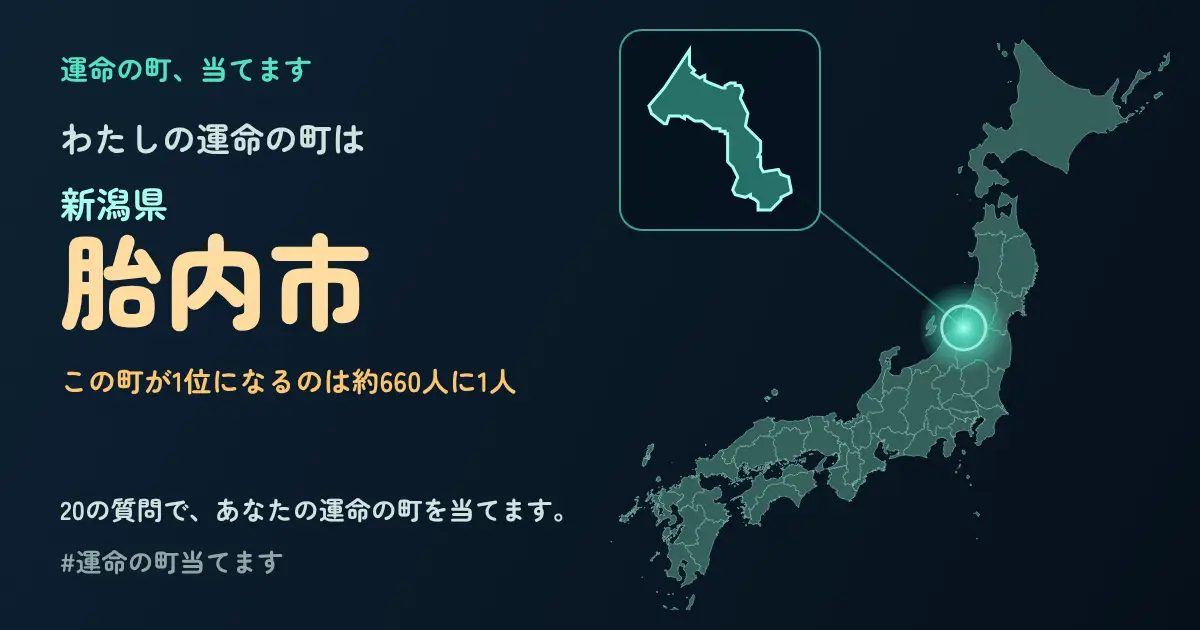 運命の町、当てます
わたしの運命の町は
新潟県
胎内市
この町が1位になるのは約660人に1人
20の質問で、あなたの運命の町を当てます。
#運命の町当てます